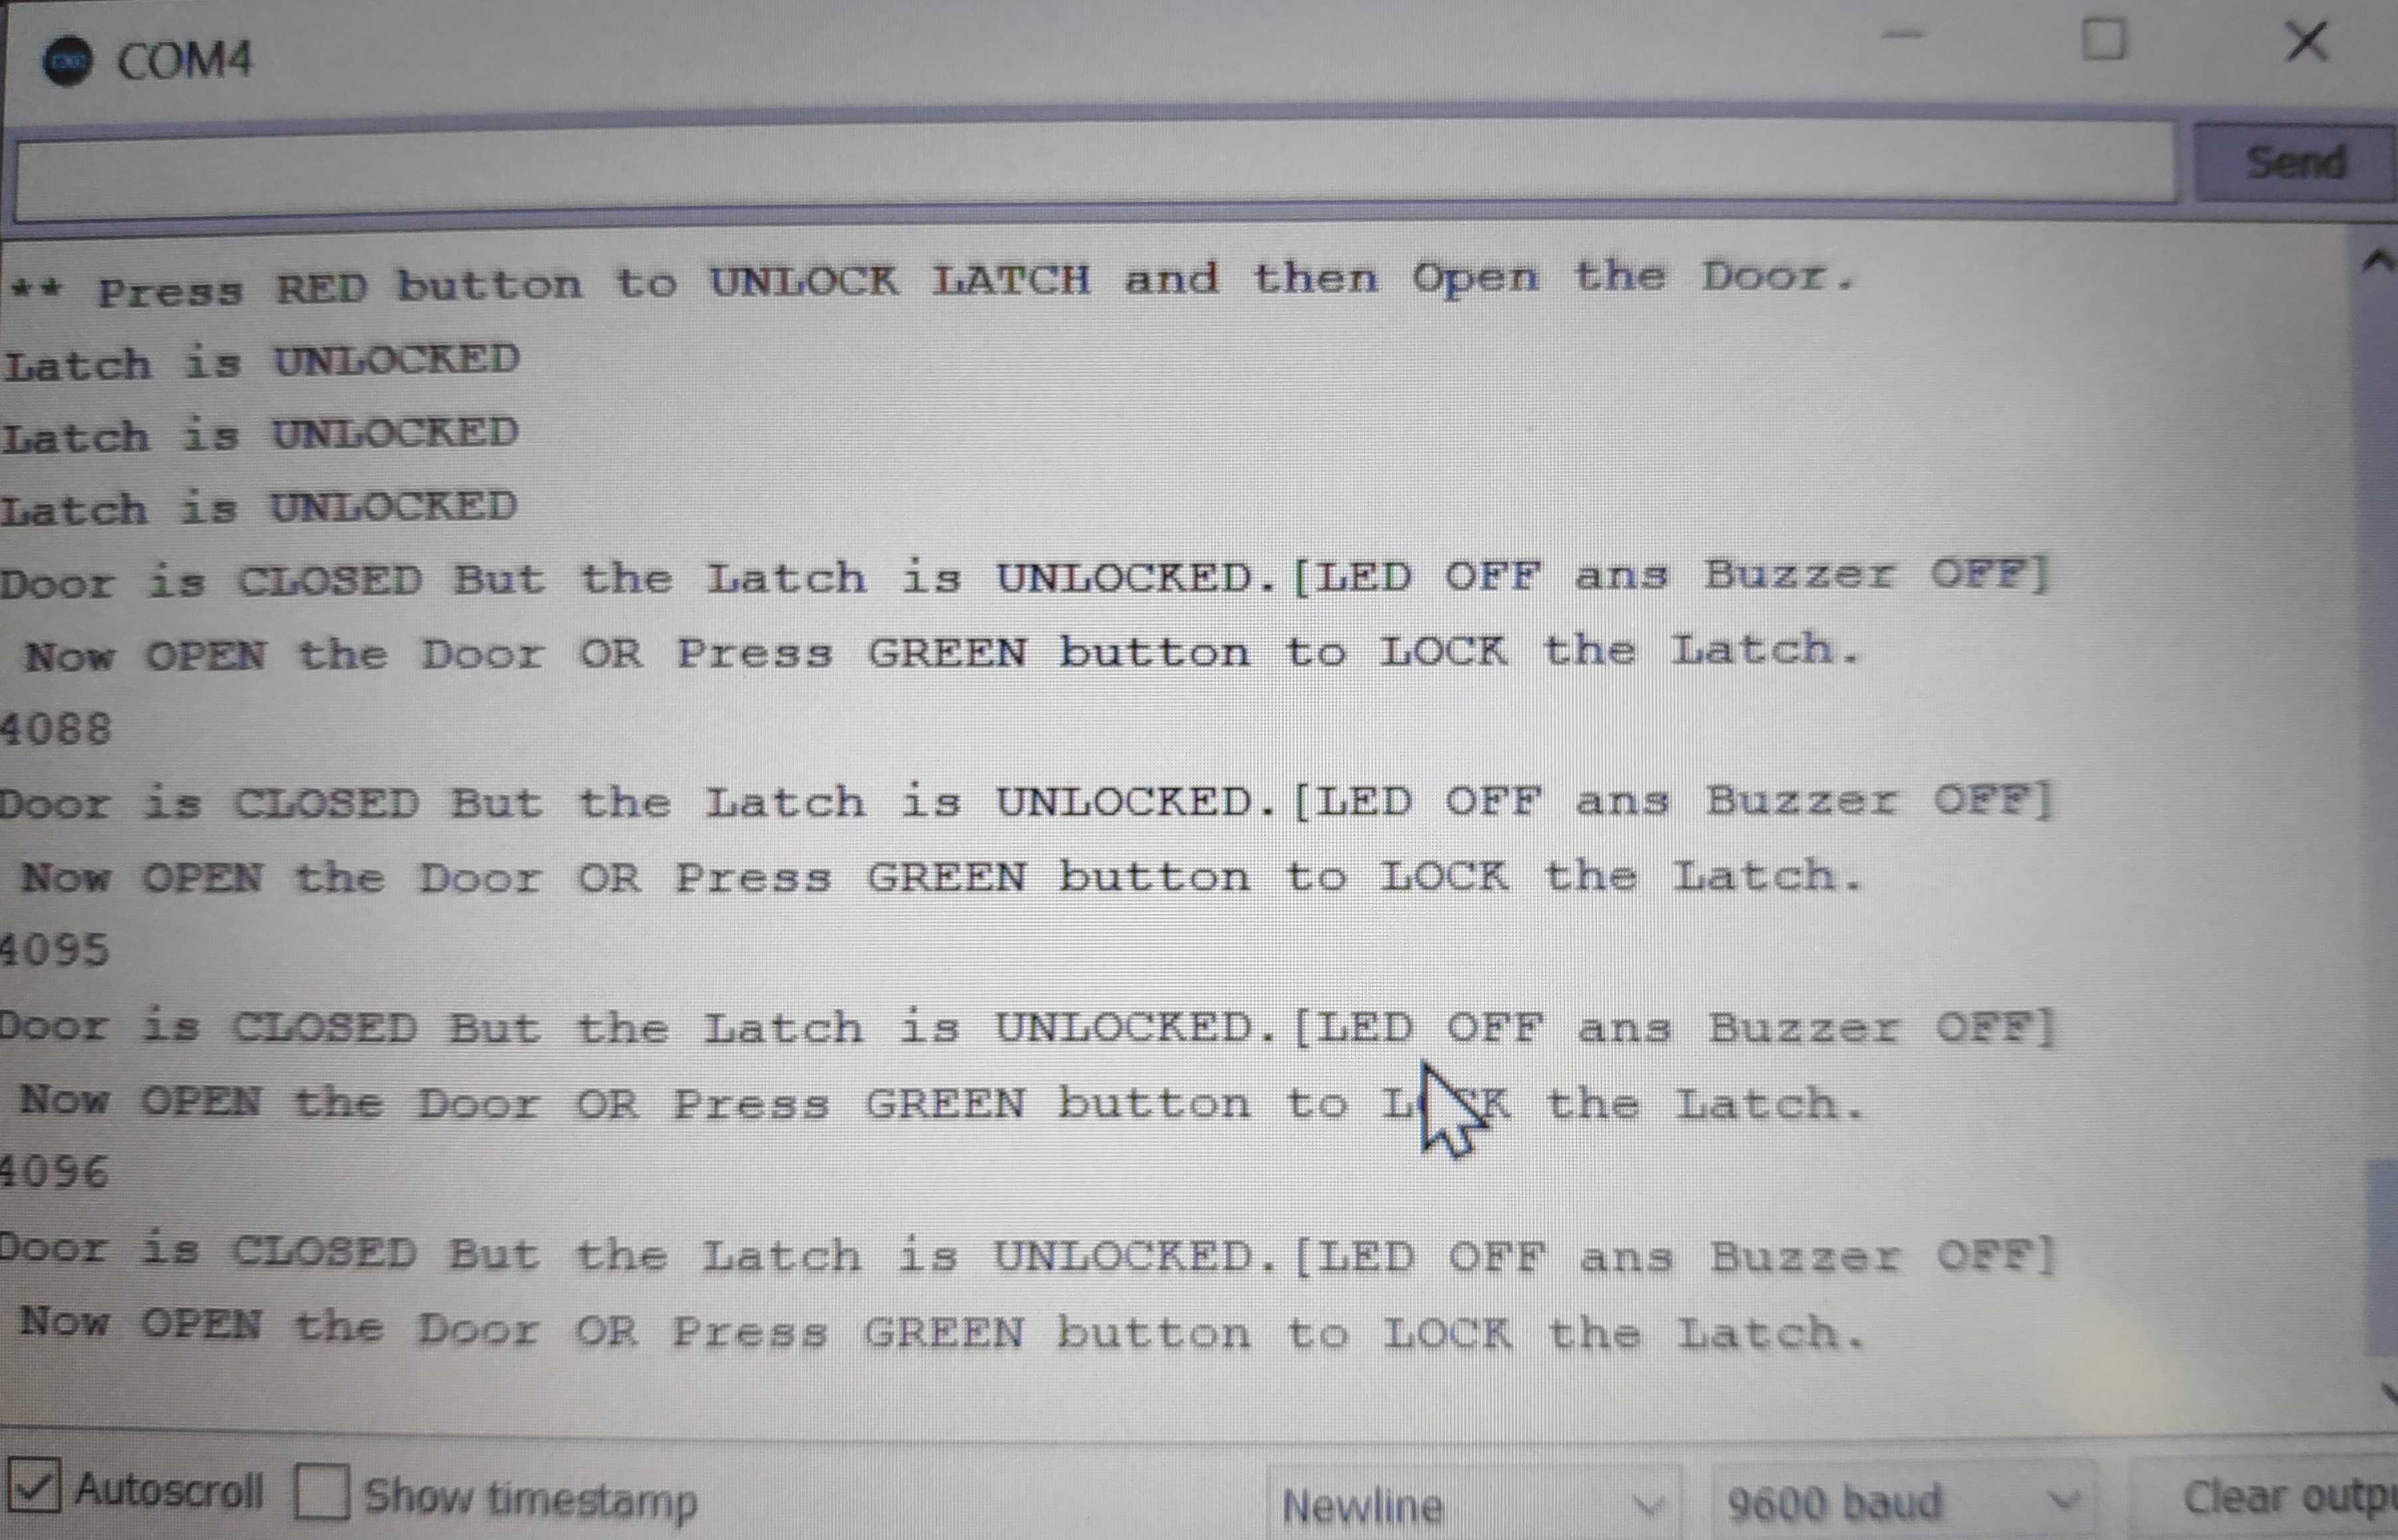 COM4
Send
** Press RED button to UNLOCK LATCH and then Open the Door.
Latch is UNLOCKED
Latch is UNLOCKED
Latch is UNLOCKED
Door is CLOSED But the Latch is UNLOCKED.[LED OFF ans Buzzer OFF]
Now OPEN the Door OR Press GREEN button to LOCK the Latch.
4088
Door is CLOSED But the Latch is UNLOCKED.[LED OFF ans Buzzer OFF]
Now OPEN the Door OR Press GREEN button to LOCK the Latch.
4095
Door is CLOSED But the Latch is UNLOCKED.[LED OFF ans Buzzer OFF]
Now OPEN the Door OR Press GREEN button to LOCK the Latch.
4096
Door is CLOSED But the Latch is UNLOCKED.[LED OFF ans Buzzer OFF]
Now OPEN the Door OR Press GREEN button to LOCK the Latch.
Autoscroll Show timestamp Newline 9600 baud Clear outpu